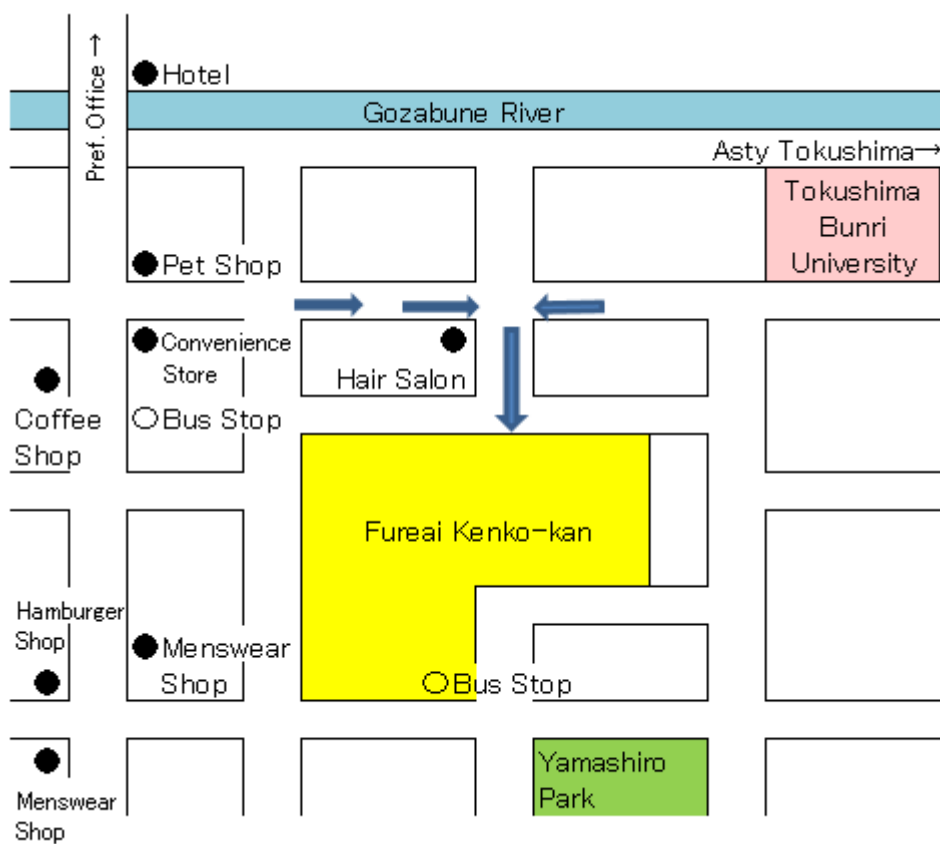 Pref. Office →
Hotel
Gozabune River
Asty Tokushima→
Tokushima
Bunri
University
Pet Shop
Convenience
Store
Hair Salon
Coffee
Shop
Bus Stop
Fureai Kenko-kan
Hamburger
Shop
Menswear
Shop
Bus Stop
Yamashiro
Park
Menswear
Shop